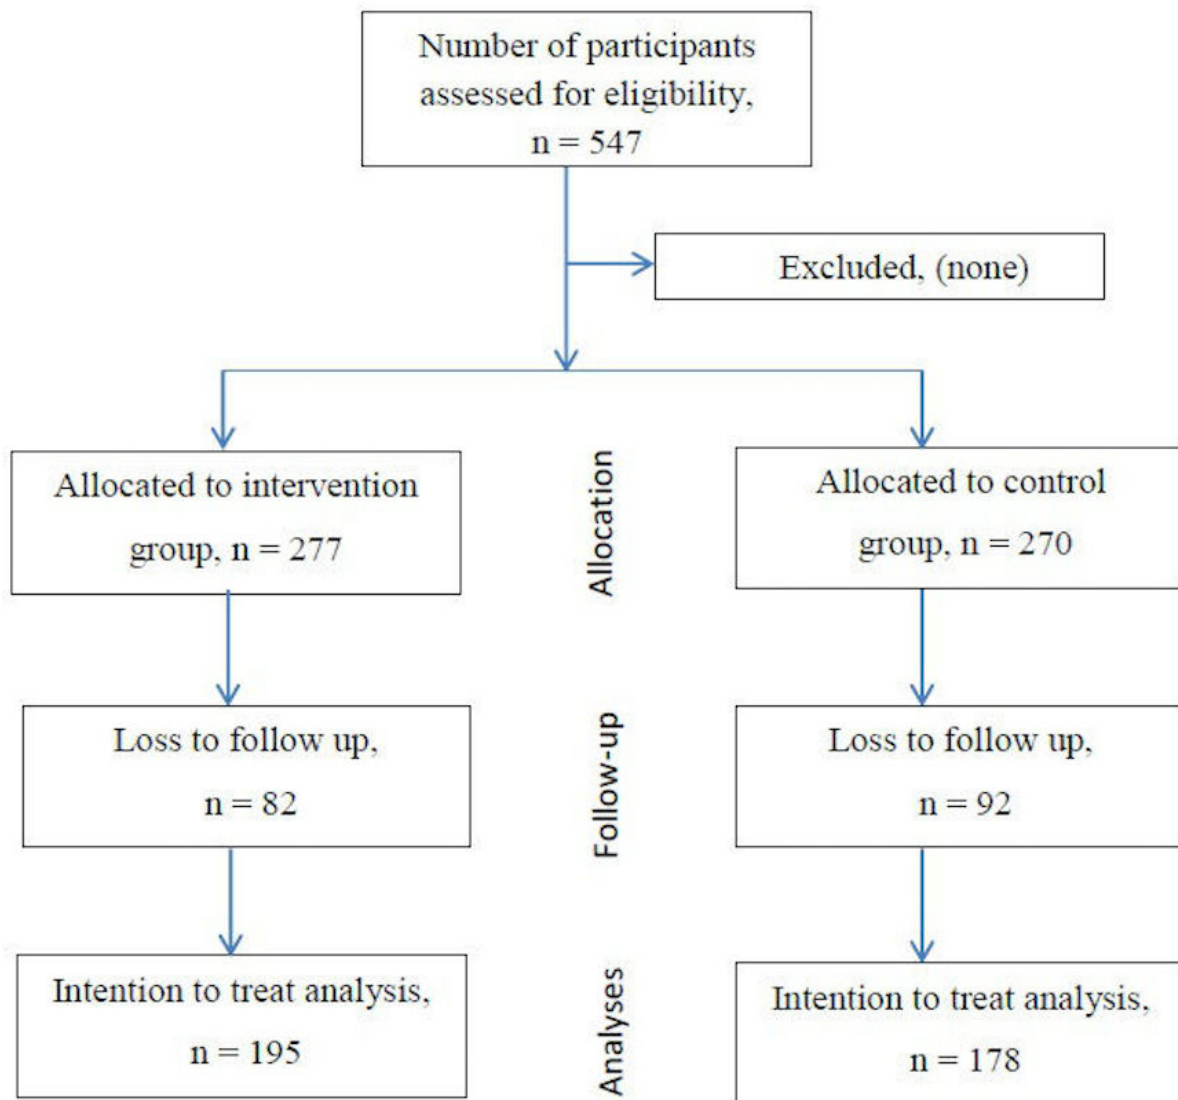 Number of participants
assessed for eligibility,
n = 547
Excluded, (none)
Allocated to intervention
group, n = 277
Allocation
Allocated to control
group, n = 270
Loss to follow up,
n = 82
Follow-up
Loss to follow up,
n = 92
Intention to treat analysis,
n = 195
Analyses
Intention to treat analysis,
n = 178